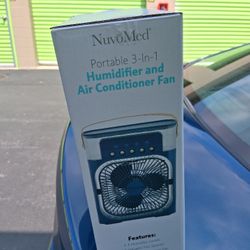 NuvoMed®
Portable 3-In-1
Humidifier and
Air Conditioner Fan
Features: